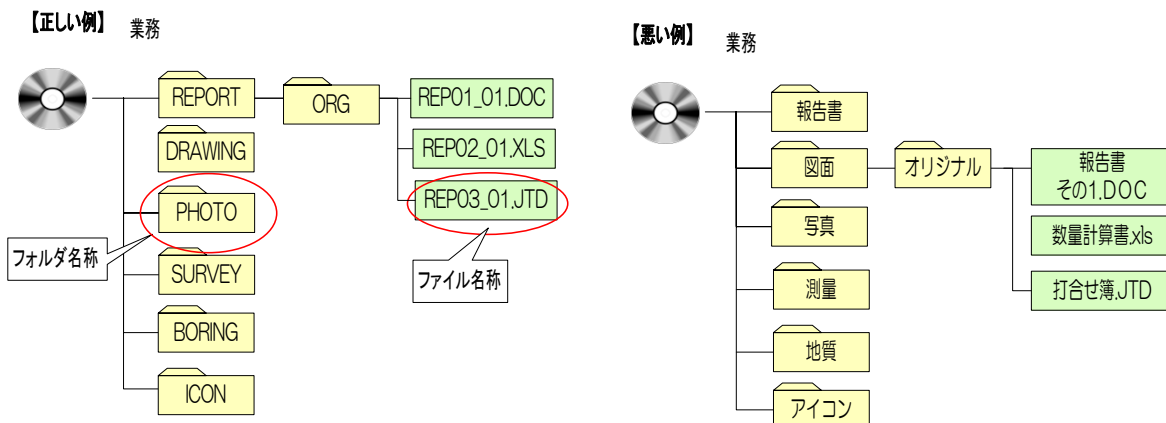 【正しい例】 業務
REPORT
ORG
REP01_01.DOC
DRAWING
REP02_01.XLS
PHOTO
REP03_01.JTD
フォルダ名称
ファイル名称
SURVEY
BORING
ICON
【悪い例】 業務
報告書
図面
オリジナル
報告書
その1.DOC
写真
数量計算書.xls
測量
打合せ簿.JTD
地質
アイコン